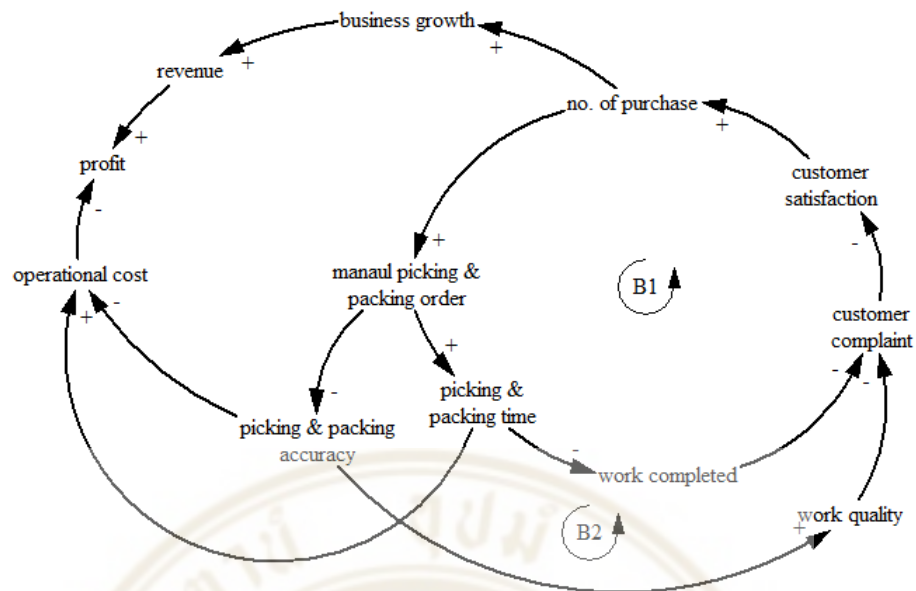 business growth
+
+
revenue
no. of purchase
+
+
profit
customer
satisfaction
-
+
-
operational cost
manaul picking &
packing order
B1
-
+
customer
complaint
+
-
-
-
picking &
packing time
picking & packing
accuracy
-
work completed
B2
+
work quality